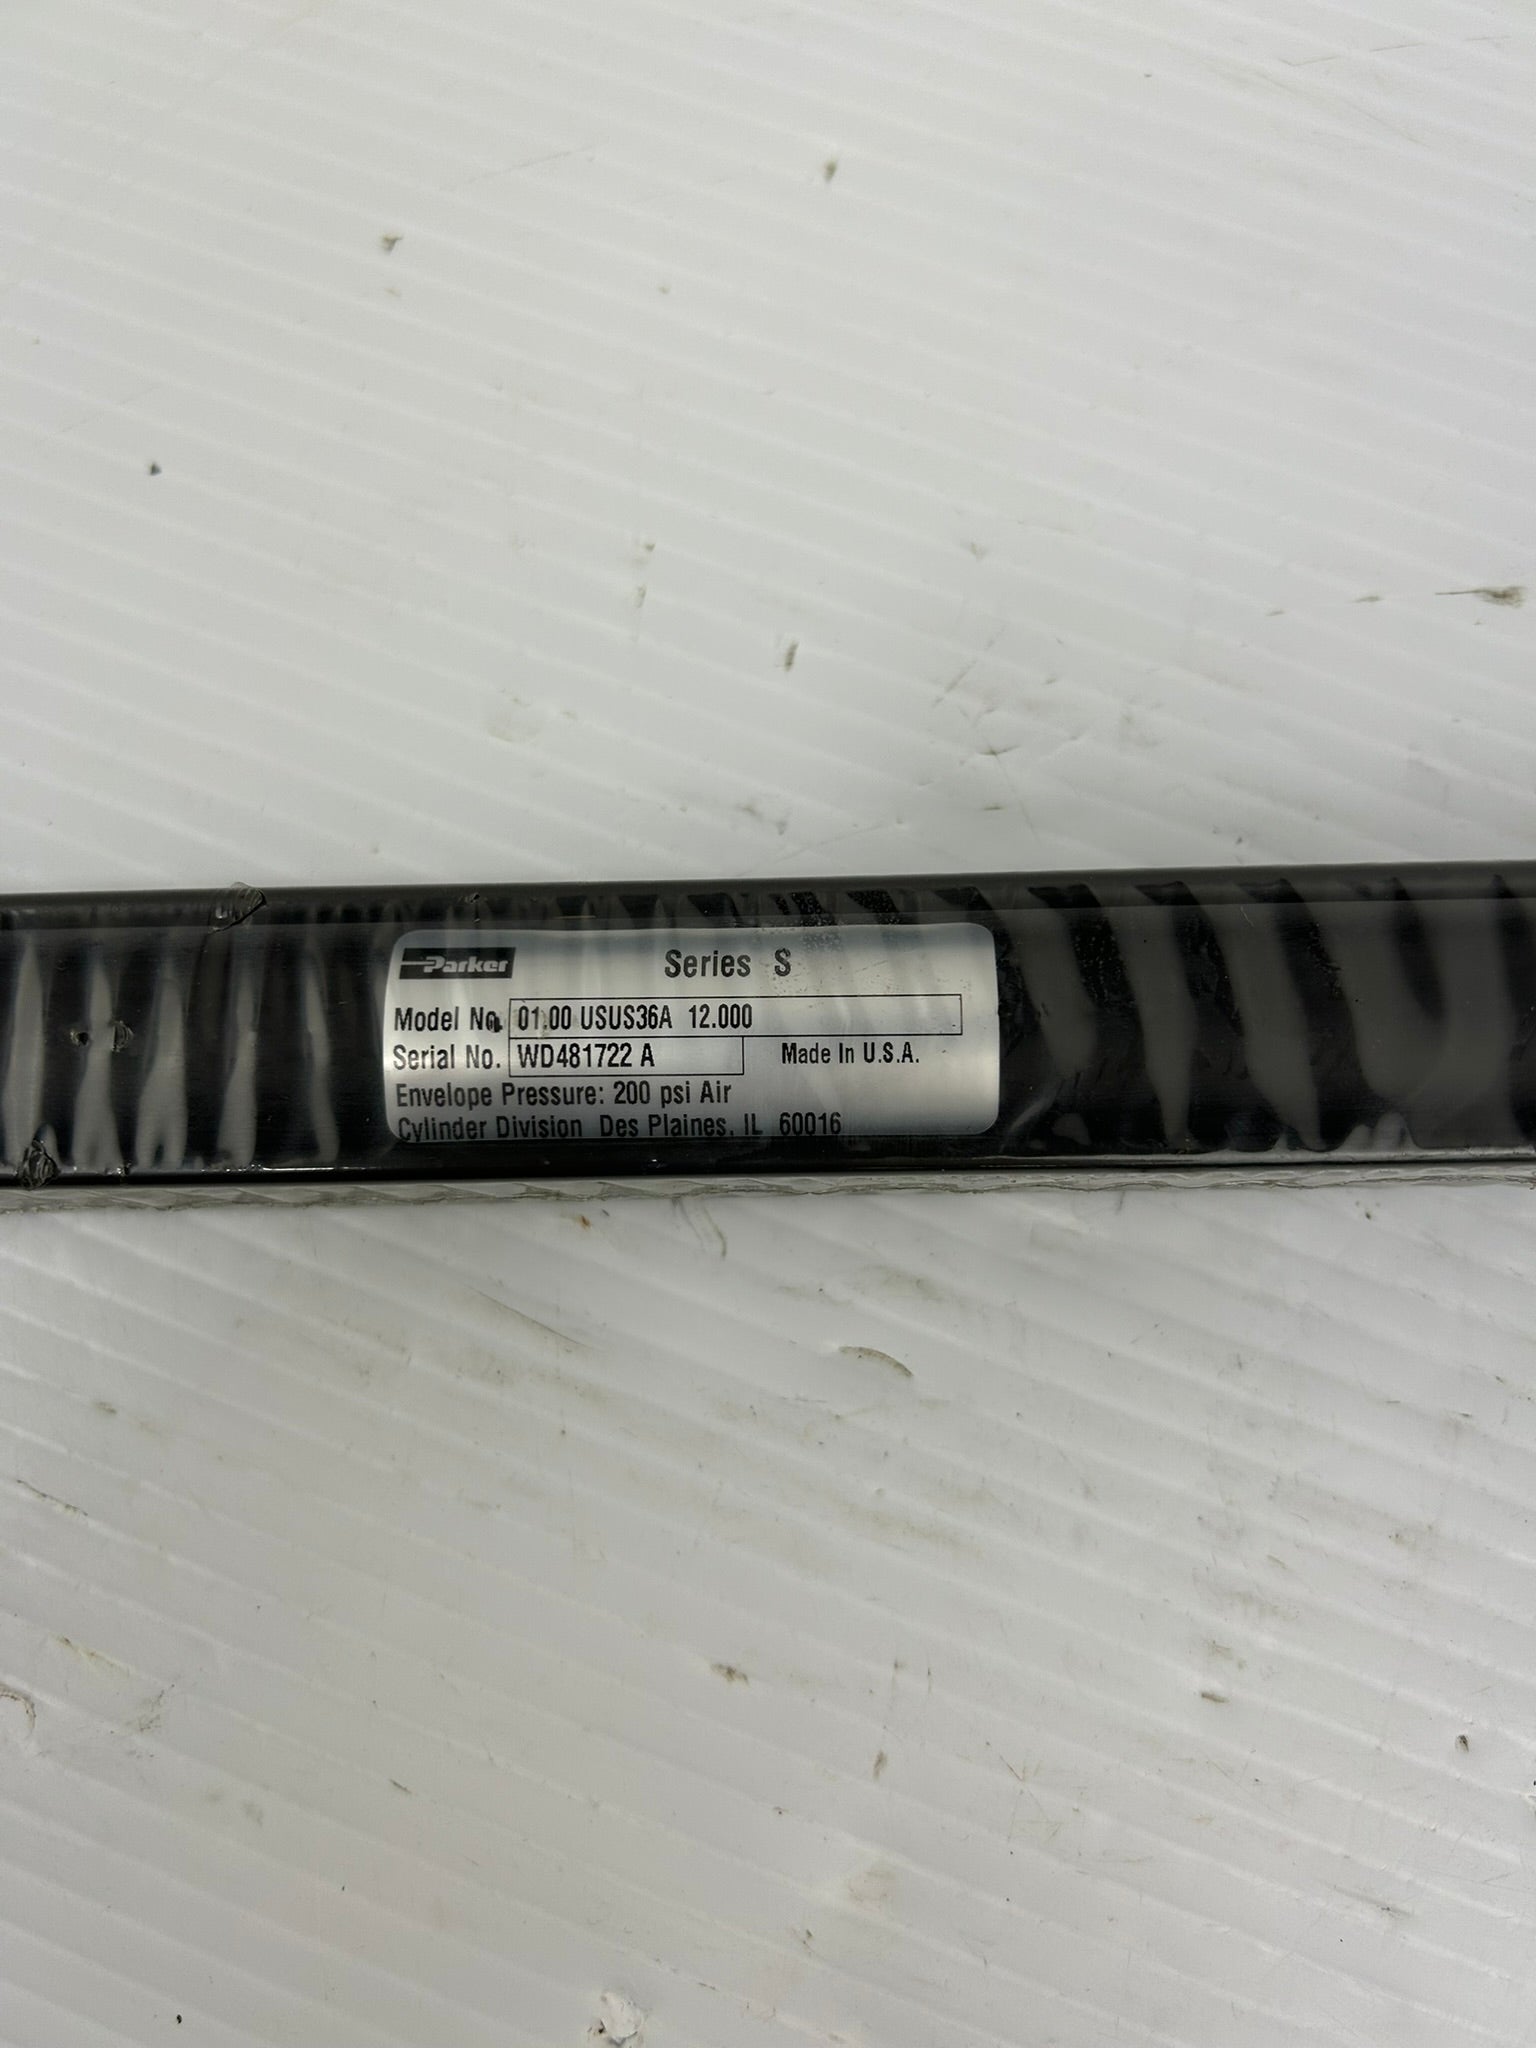 Parker Series S
Model No. 01.00 USUS36A 12.000
Serial No. WD481722 A Made In U.S.A.
Envelope Pressure: 200 psi Air
Cylinder Division Des Plaines, IL 60016